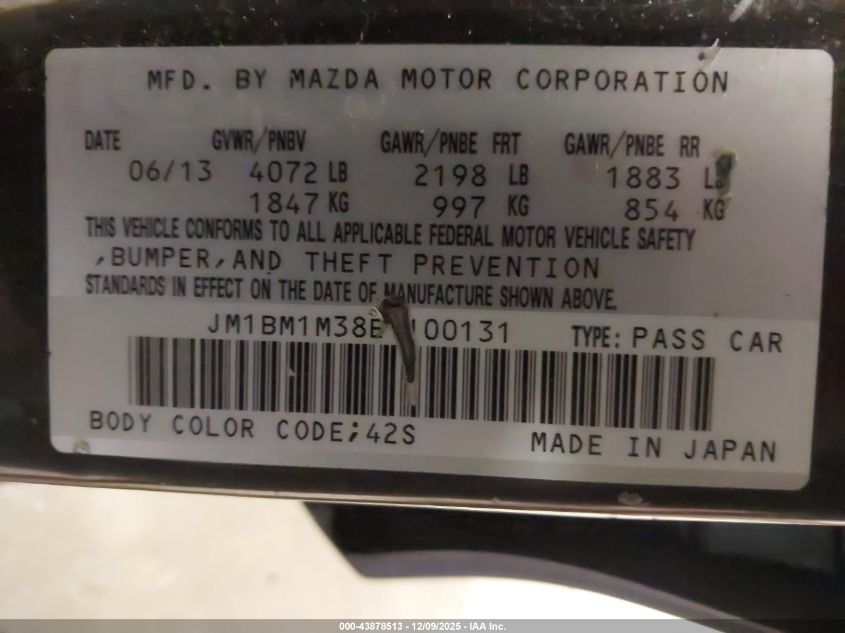 MFD. BY MAZDA MOTOR CORPORATION
DATE GVWR/PNBV GAWR/PNBE FRT GAWR/PNBE RR
06/13 4072 LB 2198 LB 1883 LB
1847 KG 997 KG 854 KG
THIS VEHICLE CONFORMS TO ALL APPLICABLE FEDERAL MOTOR VEHICLE SAFETY
,BUMPER,AND THEFT PREVENTION
STANDARDS IN EFFECT ON THE DATE OF MANUFACTURE SHOWN ABOVE.
TYPE: PASS CAR
BODY COLOR CODE;42S
MADE IN JAPAN
000-43878513 - 12/09/2025 - IAA Inc.